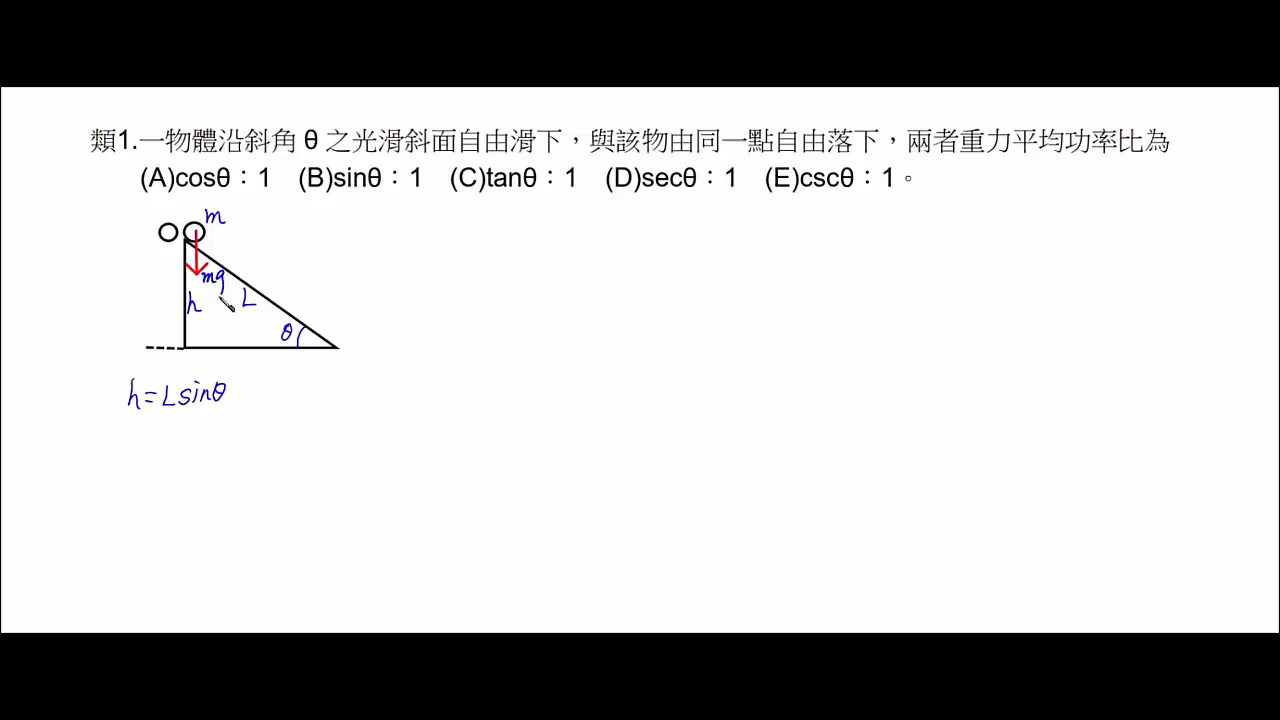 類1.一物體沿斜角 θ 之光滑斜面自由滑下，與該物由同一點自由落下，兩者重力平均功率比為
(A)cosθ：1 (B)sinθ：1 (C)tanθ：1 (D)secθ：1 (E)cscθ：1。
m
mg
h
L
θ
h=Lsinθ